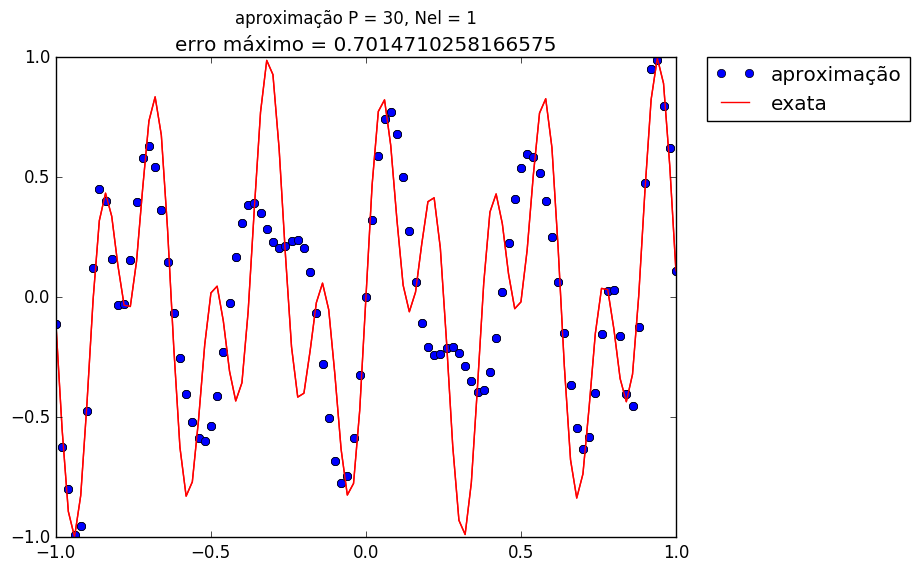 aproximação P = 30, Nel = 1
erro máximo = 0.7014710258166575
1.0
0.5
0.0
−0.5
−1.0
−1.0
−0.5
0.0
0.5
1.0
aproximação
exata